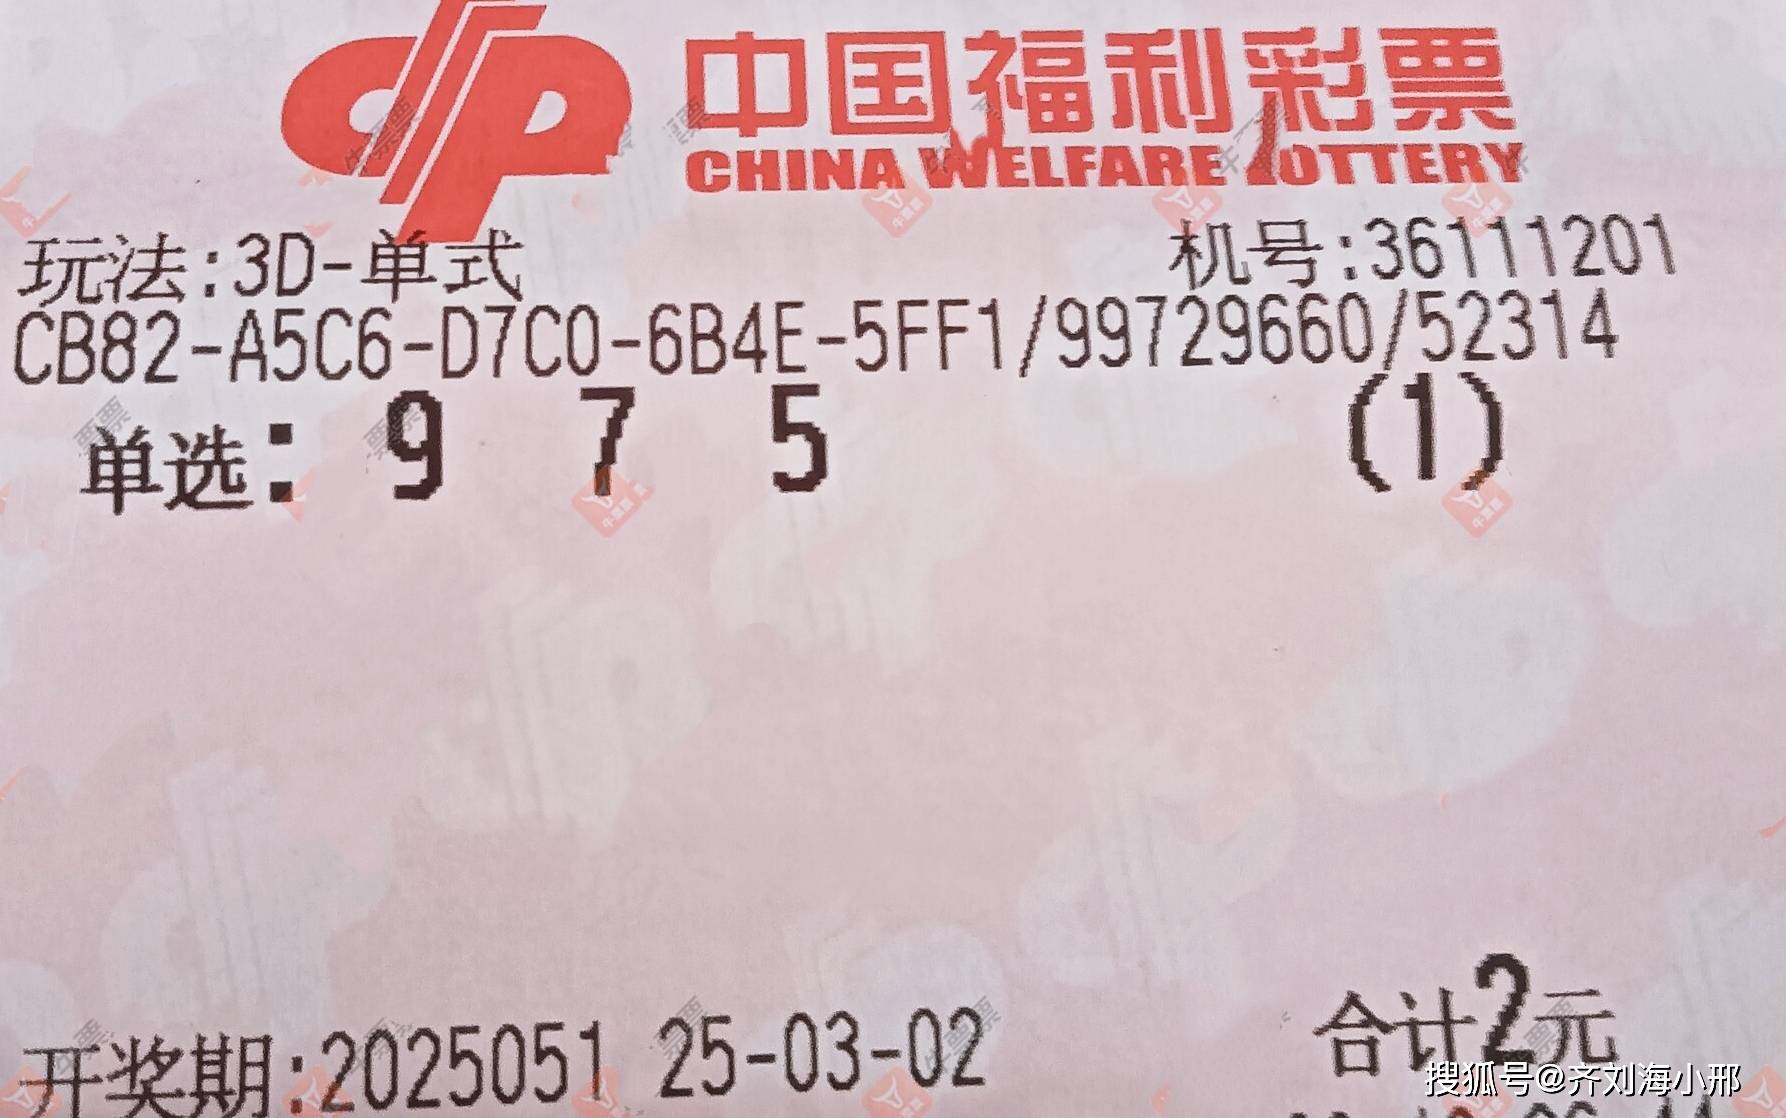 中国福利彩票
CHINA WELFARE LOTTERY
玩法:3D-单式 机号:36111201
CB82-A5C6-D7C0-6B4E-5FF1/99729660/52314
单选: 9 7 5 (1)
合计2元
开奖期:2025051 25-03-02
搜狐号@齐刘海小邢